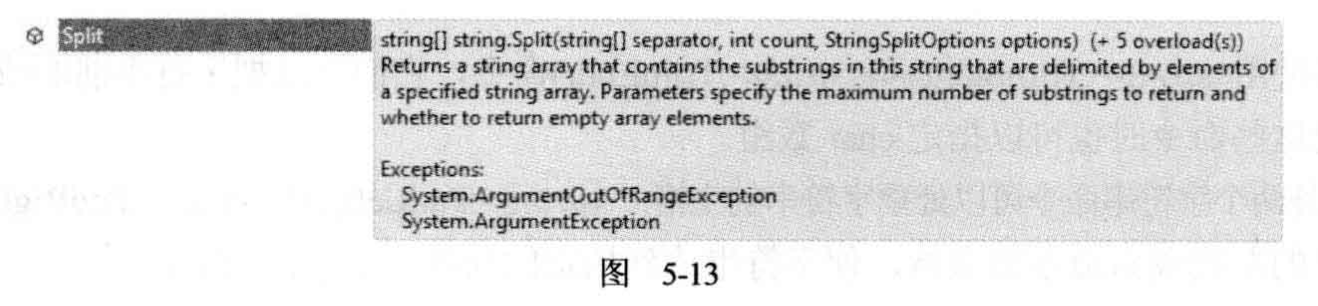 Split
string[] string.Split(string[] separator, int count, StringSplitOptions options) (+ 5 overload(s))
Returns a string array that contains the substrings in this string that are delimited by elements of
a specified string array. Parameters specify the maximum number of substrings to return and
whether to return empty array elements.
Exceptions:
System.ArgumentOutOfRangeException
System.ArgumentException
图 5-13